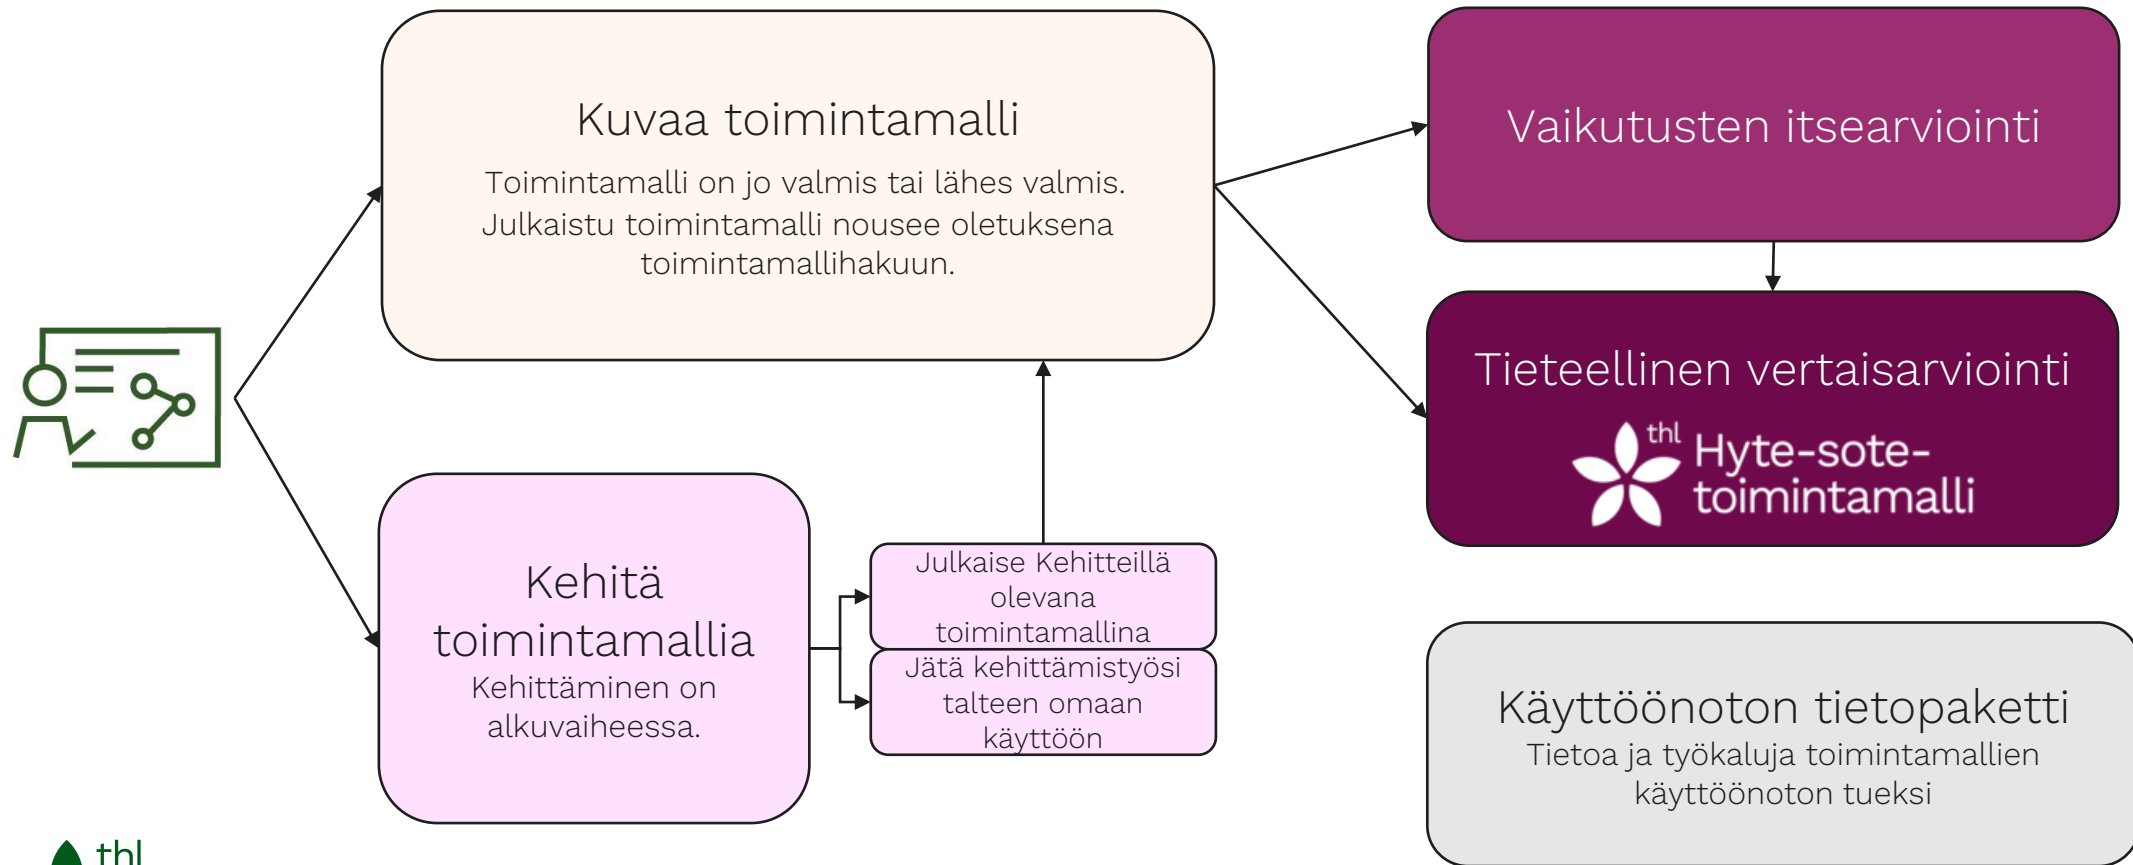 Kuvaa toimintamalli
Toimintamalli on jo valmis tai lähes valmis.
Julkaistu toimintamalli nousee oletuksena
toimintamallihakuun.
Kehitä
toimintamallia
Kehittäminen on
alkuvaiheessa.
Julkaise Kehitteillä
olevana
toimintamallina
Jätä kehittämistyösi
talteen omaan
käyttöön
Vaikutusten itsearviointi
Tieteellinen vertaisarviointi
thl
Hyte-sote-
toimintamalli
Käyttöönoton tietopaketti
Tietoa ja työkaluja toimintamallien
käyttöönoton tueksi
thl